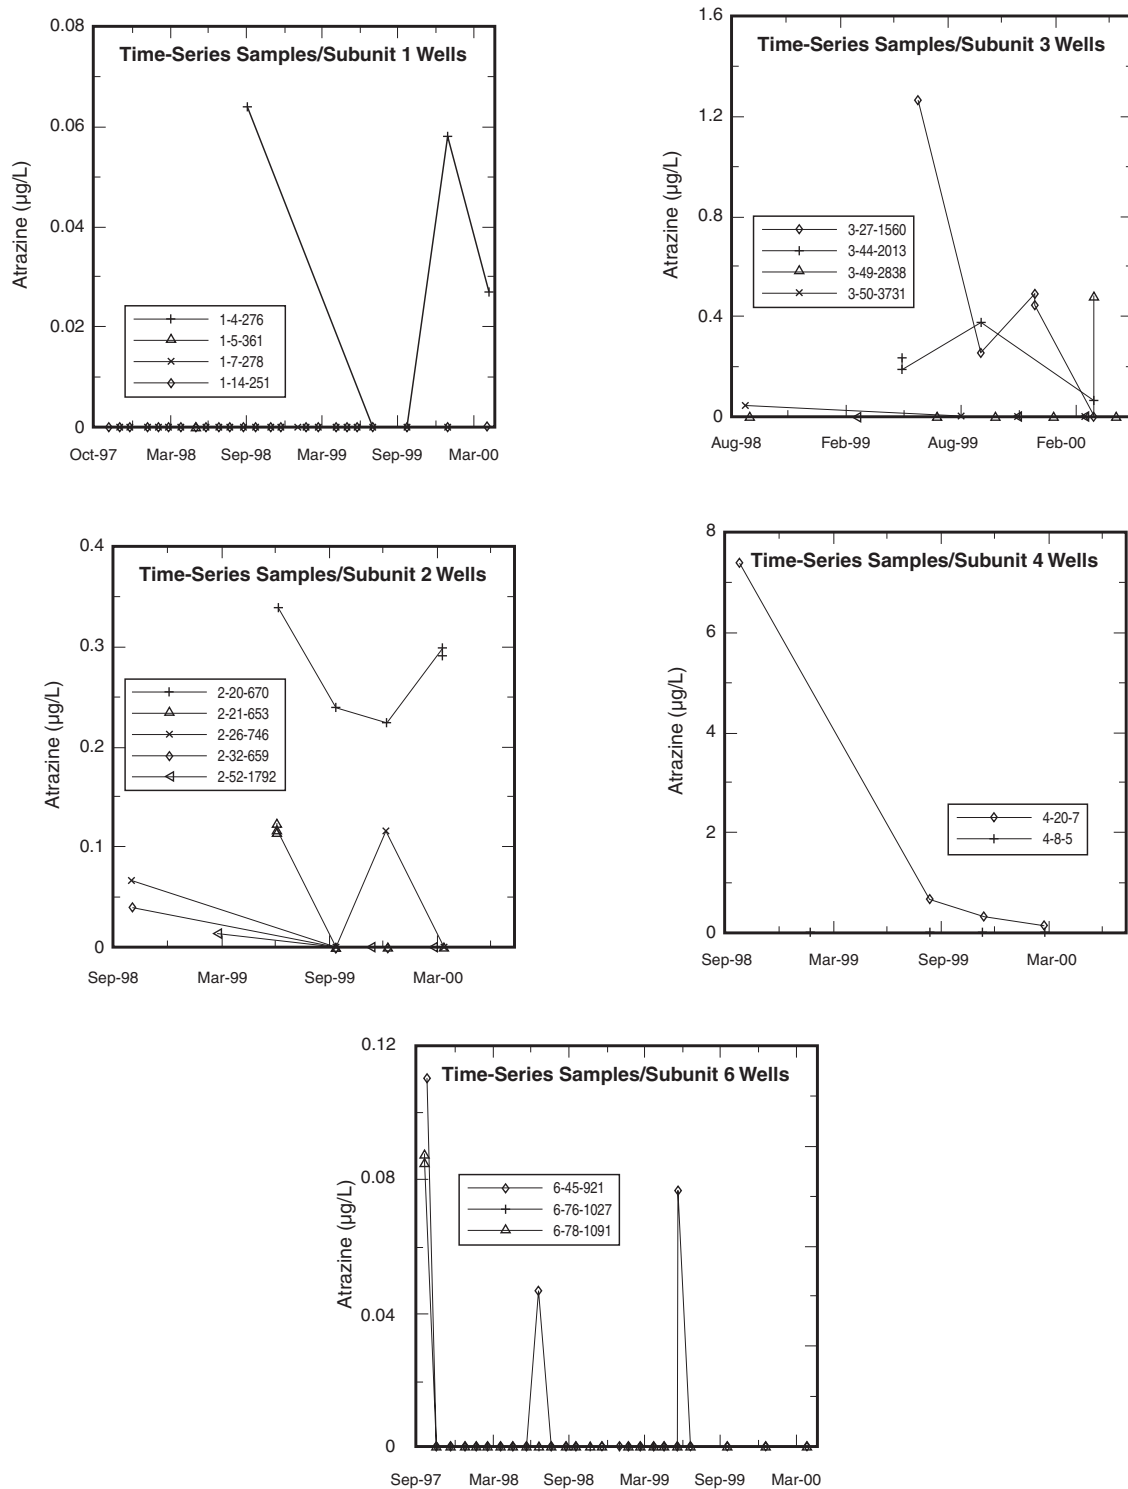 Time-Series Samples/Subunit 1 Wells
Atrazine (µg/L)
0.08
0.06
0.04
0.02
0
1-4-276
1-5-361
1-7-278
1-14-251
Oct-97 Mar-98 Sep-98 Mar-99 Sep-99 Mar-00
Time-Series Samples/Subunit 3 Wells
Atrazine (µg/L)
1.6
1.2
0.8
0.4
0
3-27-1560
3-44-2013
3-49-2838
3-50-3731
Aug-98 Feb-99 Aug-99 Feb-00
Time-Series Samples/Subunit 2 Wells
Atrazine (µg/L)
0.4
0.3
0.2
0.1
0
2-20-670
2-21-653
2-26-746
2-32-659
2-52-1792
Sep-98 Mar-99 Sep-99 Mar-00
Time-Series Samples/Subunit 4 Wells
Atrazine (µg/L)
8
6
4
2
0
4-20-7
4-8-5
Sep-98 Mar-99 Sep-99 Mar-00
Time-Series Samples/Subunit 6 Wells
Atrazine (µg/L)
0.12
0.08
0.04
0
6-45-921
6-76-1027
6-78-1091
Sep-97 Mar-98 Sep-98 Mar-99 Sep-99 Mar-00